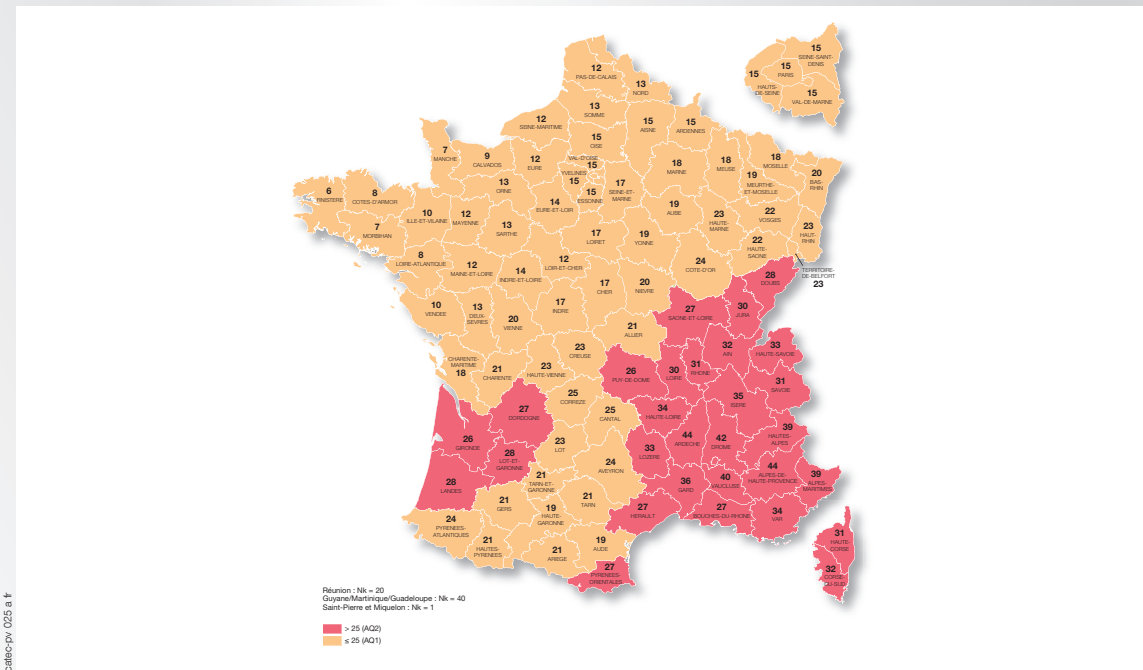 12
PAS-DE-CALAIS
13
NORD
15
SEINE-SAINT-
DENIS
15
PARIS
15
HAUTS-
DE-SEINE
15
VAL-DE-MARNE
13
SOMME
12
SEINE-MARITIME
15
AISNE
15
ARDENNES
15
OISE
7
MANCHE
9
CALVADOS
12
EURE
VAL-D'OISE
15
YVELINES
15
15
ESSONNE
17
SEINE-ET-
MARNE
18
MARNE
18
MEUSE
18
MOSELLE
19
MEURTHE-
ET-MOSELLE
20
BAS-
RHIN
6
FINISTERE
8
COTES-D'ARMOR
13
ORNE
14
EURE-ET-LOIR
10
ILLE-ET-VILAINE
12
MAYENNE
7
MORBIHAN
13
SARTHE
19
AUBE
23
HAUTE-
MARNE
22
VOSGES
23
HAUT-
RHIN
17
LOIRET
19
YONNE
22
HAUTE-
SAONE
8
LOIRE-ATLANTIQUE
12
MAINE-ET-LOIRE
14
INDRE-ET-LOIRE
12
LOIR-ET-CHER
24
COTE-D'OR
28
DOUBS
TERRITOIRE-
DE-BELFORT
23
17
CHER
20
NIEVRE
10
VENDEE
13
DEUX-
SEVRES
20
VIENNE
17
INDRE
27
SAONE-ET-LOIRE
30
JURA
21
ALLIER
CHARENTE-
MARITIME
18
21
CHARENTE
23
HAUTE-VIENNE
23
CREUSE
26
PUY-DE-DOME
30
LOIRE
31
RHONE
32
AIN
33
HAUTE-SAVOIE
31
SAVOIE
25
CORREZE
25
CANTAL
34
HAUTE-LOIRE
35
ISERE
27
DORDOGNE
26
GIRONDE
28
LOT-ET-
GARONNE
23
LOT
24
AVEYRON
33
LOZERE
44
ARDECHE
42
DROME
39
HAUTES-
ALPES
28
LANDES
21
TARN-ET-
GARONNE
21
GERS
21
TARN
36
GARD
40
VAUCLUSE
44
ALPES-DE-
HAUTE-PROVENCE
39
ALPES-
MARITIMES
24
PYRENEES-
ATLANTIQUES
19
HAUTE-
GARONNE
27
HERAULT
27
BOUCHES-DU-RHONE
34
VAR
21
HAUTES-
PYRENEES
21
ARIEGE
19
AUDE
27
PYRENEES-
ORIENTALES
31
HAUTE-
CORSE
32
CORSE-
DU-SUD
Réunion : Nk = 20
Guyane/Martinique/Guadeloupe : Nk = 40
Saint-Pierre et Miquelon : Nk = 1
> 25 (AQ2)
≤ 25 (AQ1)
catec-pv 025 a fr